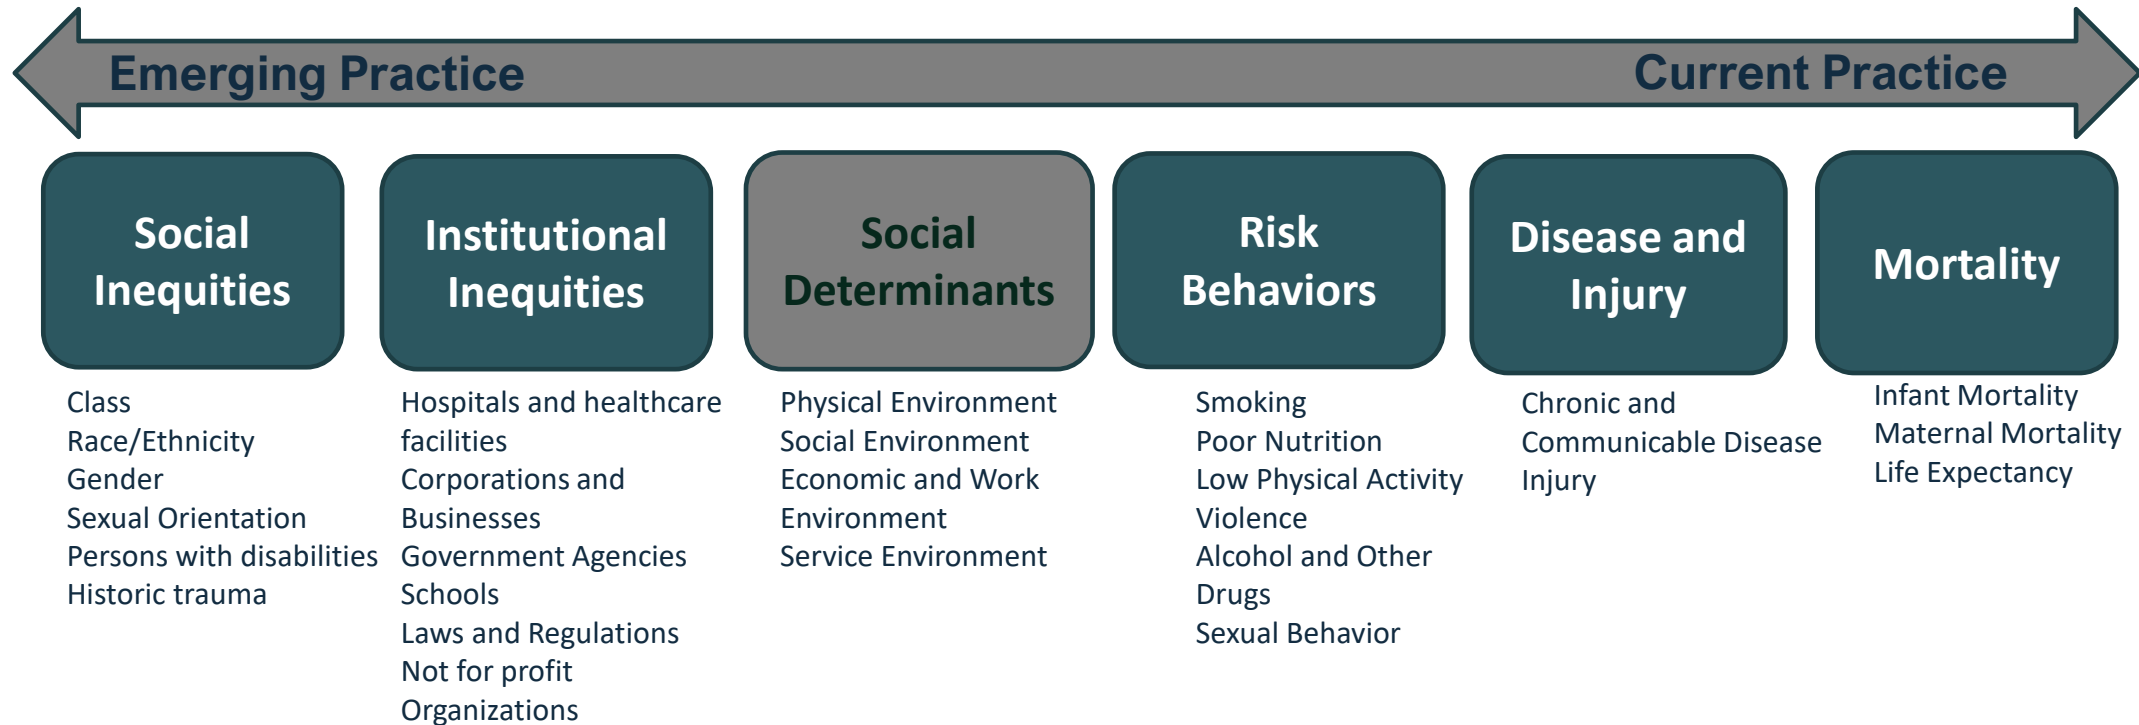 Emerging Practice
Current Practice
Social
Inequities
Institutional
Inequities
Social
Determinants
Risk
Behaviors
Disease and
Injury
Mortality
Class
Race/Ethnicity
Gender
Sexual Orientation
Persons with disabilities
Historic trauma
Hospitals and healthcare
facilities
Corporations and
Businesses
Government Agencies
Schools
Laws and Regulations
Not for profit
Organizations
Physical Environment
Social Environment
Economic and Work
Environment
Service Environment
Smoking
Poor Nutrition
Low Physical Activity
Violence
Alcohol and Other
Drugs
Sexual Behavior
Chronic and
Communicable Disease
Injury
Infant Mortality
Maternal Mortality
Life Expectancy